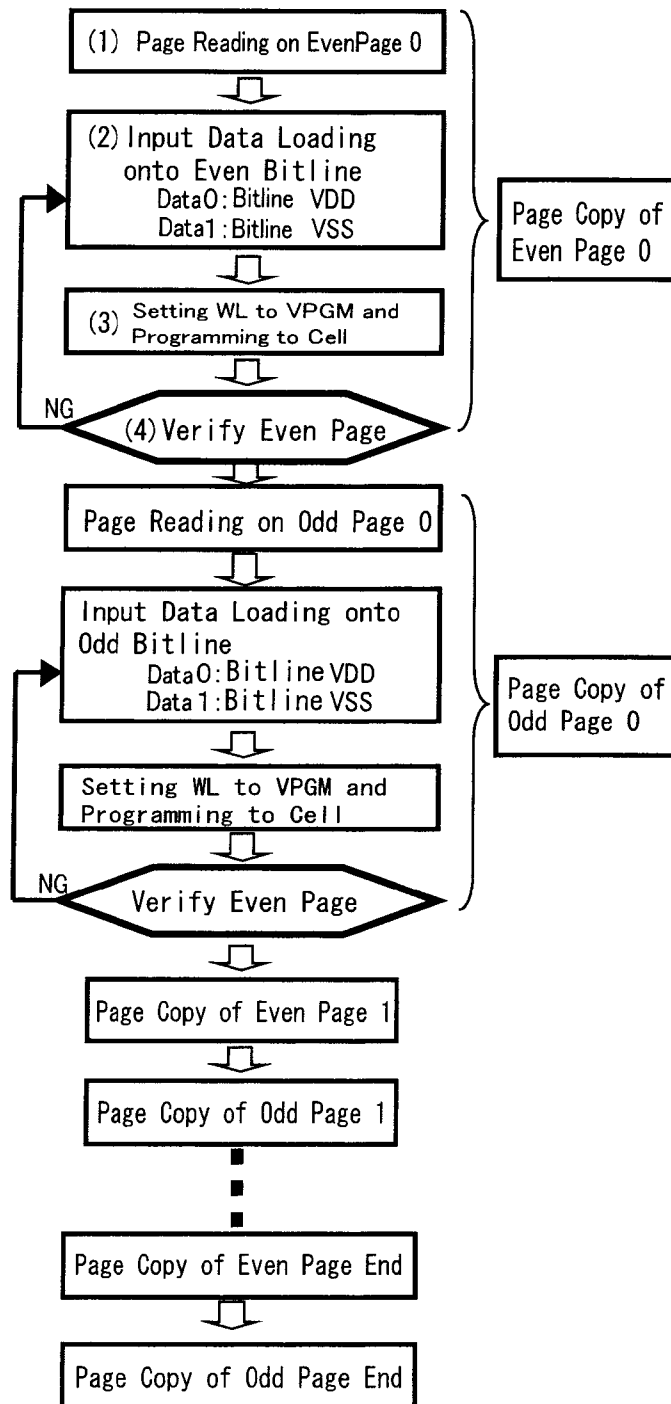 (1) Page Reading on EvenPage 0
(2) Input Data Loading
onto Even Bitline
Data0:Bitline VDD
Data1:Bitline VSS
Page Copy of
Even Page 0
(3) Setting WL to VPGM and
Programming to Cell
NG
(4) Verify Even Page
Page Reading on Odd Page 0
Input Data Loading onto
Odd Bitline
Data0:Bitline VDD
Data1:Bitline VSS
Page Copy of
Odd Page 0
Setting WL to VPGM and
Programming to Cell
NG
Verify Even Page
Page Copy of Even Page 1
Page Copy of Odd Page 1
Page Copy of Even Page End
Page Copy of Odd Page End